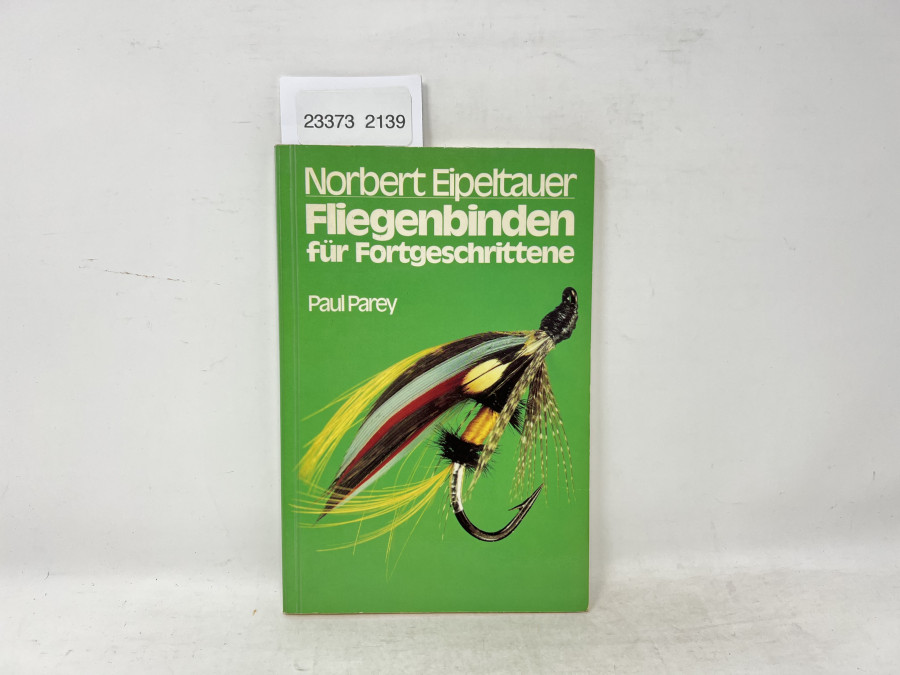 23373 2139
Norbert Eipeltauer
Fliegenbinden
für Fortgeschrittene
Paul Parey